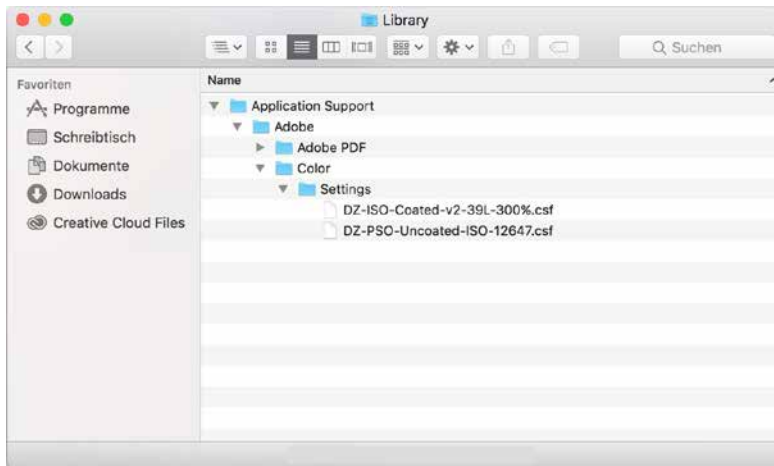 Library
Suchen
Favoriten
Programme
Schreibtisch
Dokumente
Downloads
Creative Cloud Files
Name
Application Support
Adobe
Adobe PDF
Color
Settings
DZ-ISO-Coated-v2-39L-300%.csf
DZ-PSO-Uncoated-ISO-12647.csf